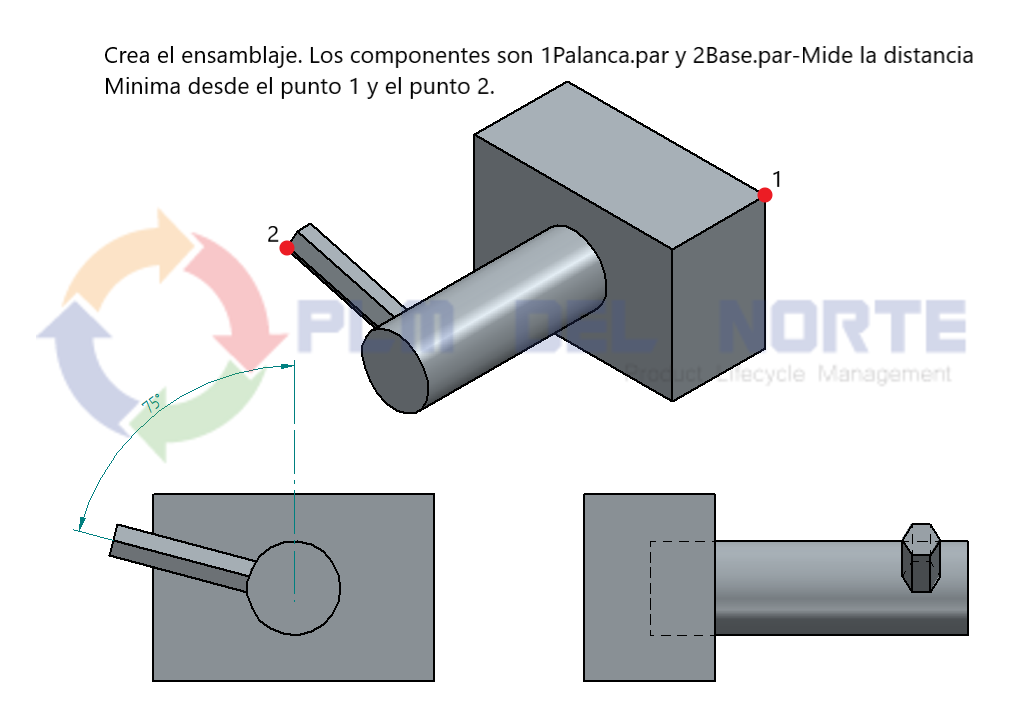 Crea el ensamblaje. Los componentes son 1Palanca.par y 2Base.par-Mide la distancia
Minima desde el punto 1 y el punto 2.
1
2
PLM DEL NORTE
Product Lifecycle Management
75°